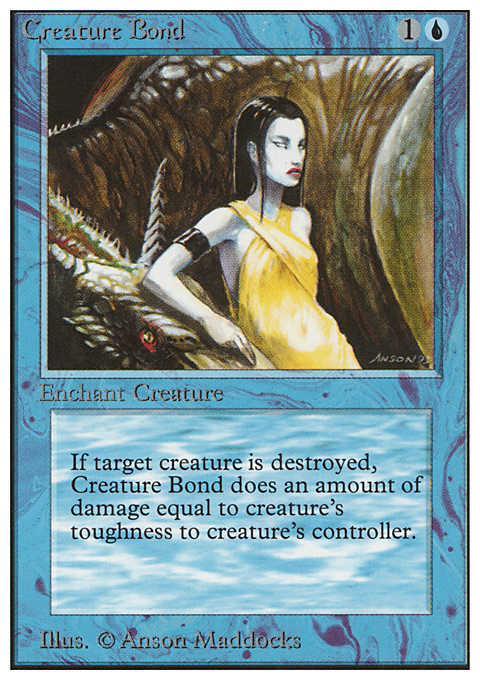 Creature Bond 1
ANSON 93
Enchant Creature
If target creature is destroyed,
Creature Bond does an amount of
damage equal to creature's
toughness to creature's controller.
Illus. © Anson Maddocks